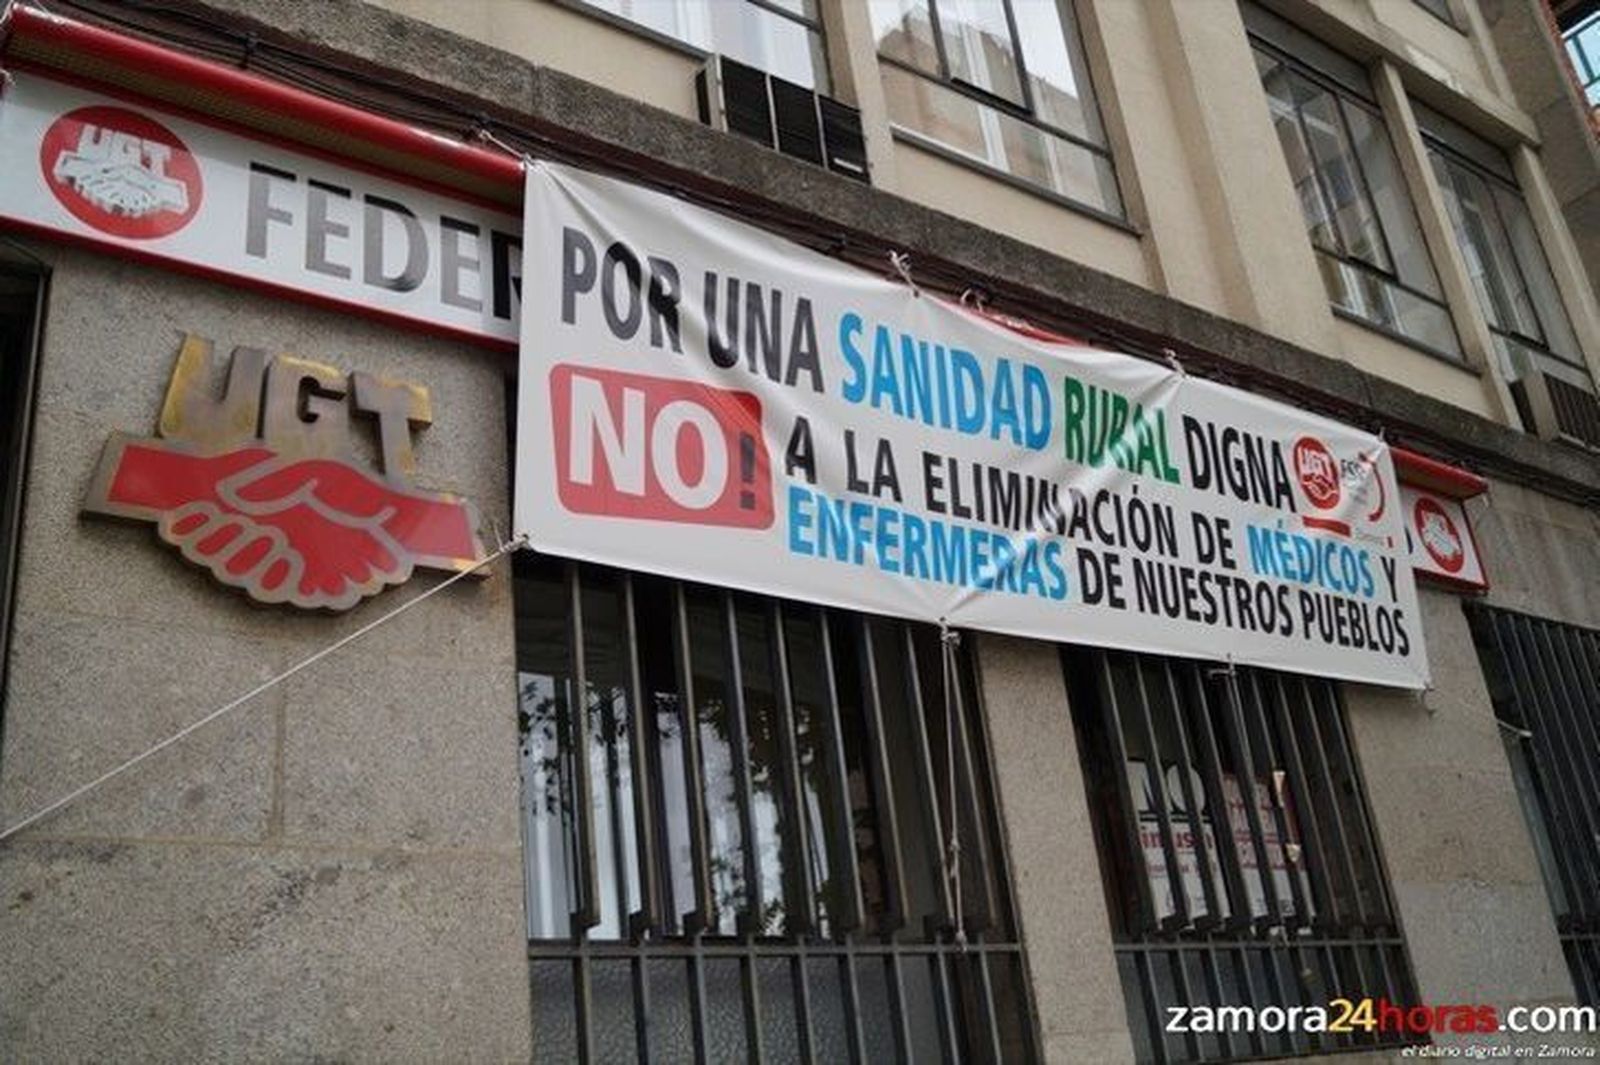 UGT
FEDER
UGT
POR UNA SANIDAD RURAL DIGNA
UGT
NO! A LA ELIMINACIÓN DE MÉDICOS Y
ENFERMERAS DE NUESTROS PUEBLOS
zamora24horas.com
el diario digital en Zamora